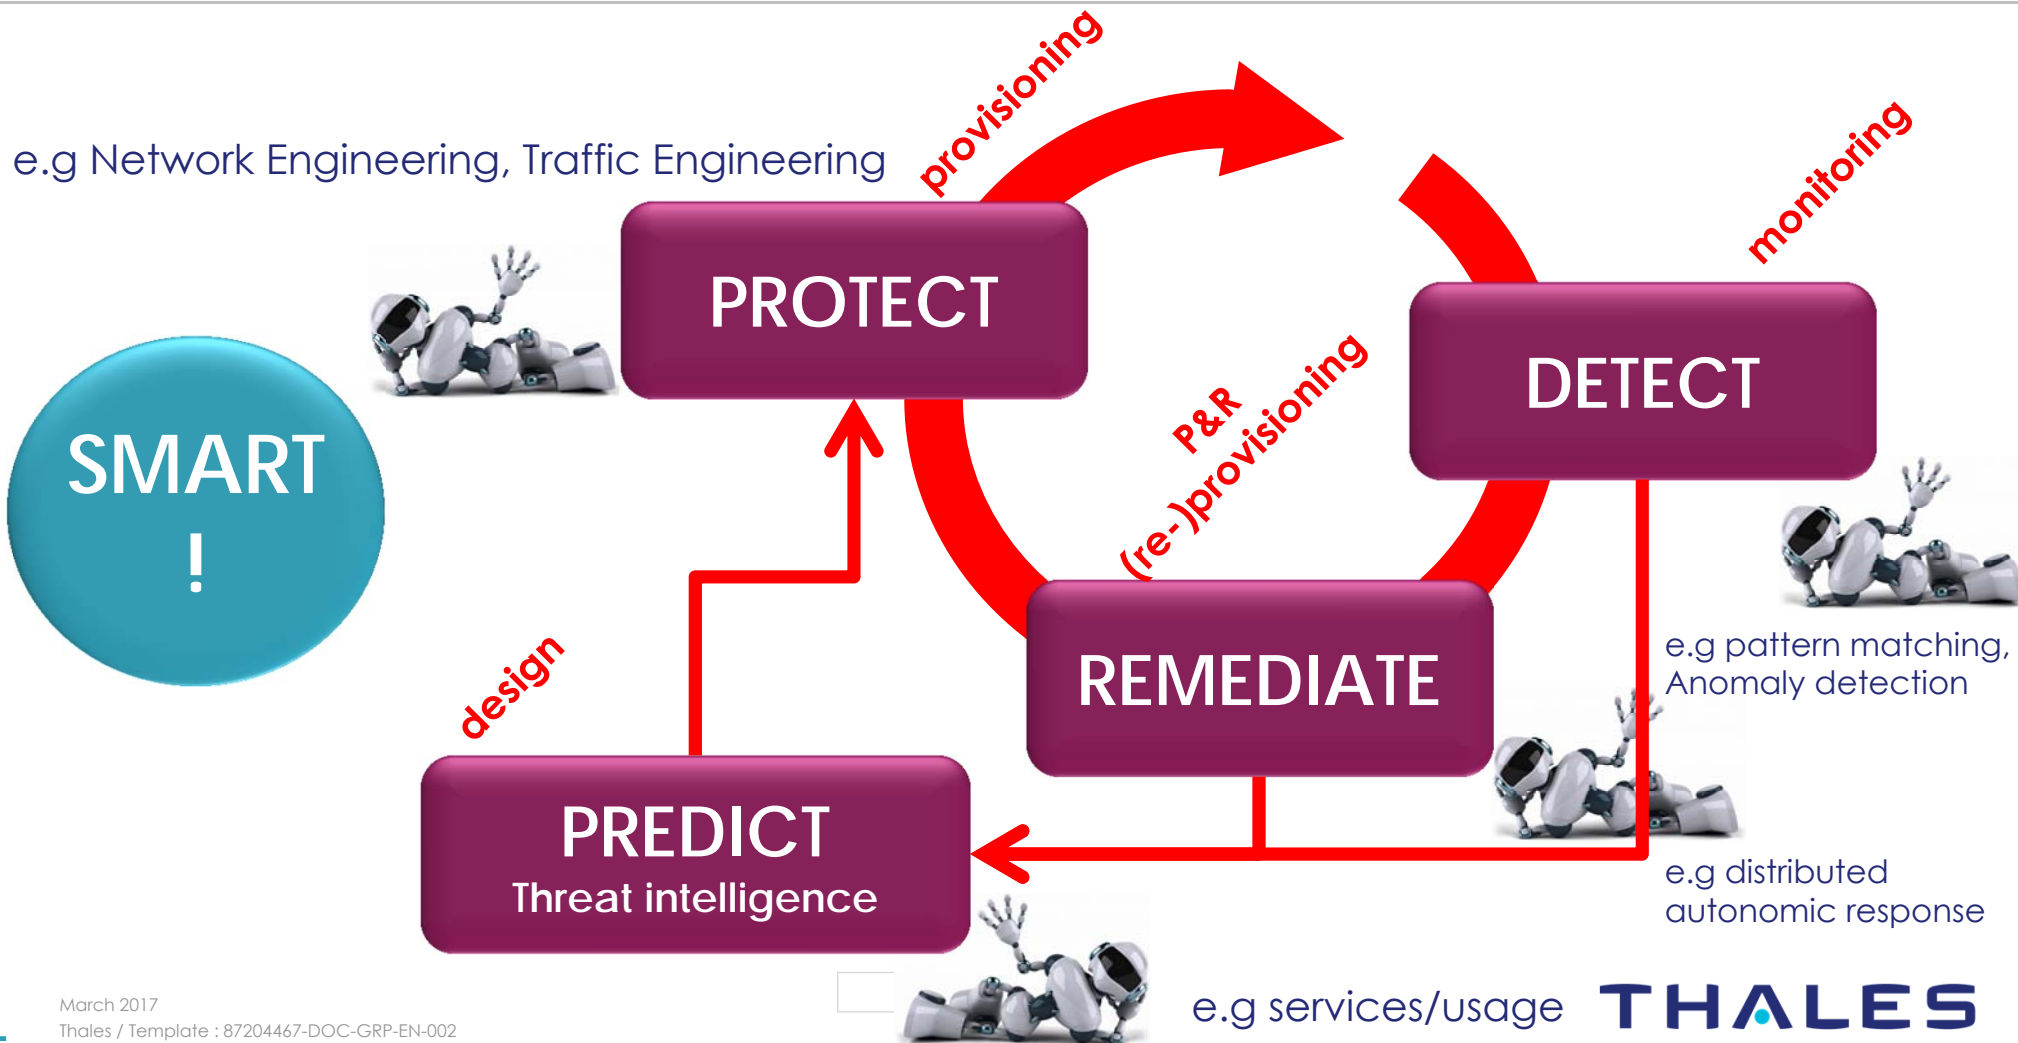 provisioning
e.g Network Engineering, Traffic Engineering
monitoring
PROTECT
DETECT
P&R
(re-)provisioning
SMART
!
e.g pattern matching,
Anomaly detection
design
REMEDIATE
PREDICT
Threat intelligence
e.g distributed
autonomic response
e.g services/usage
THALES
March 2017
Thales / Template : 87204467-DOC-GRP-EN-002